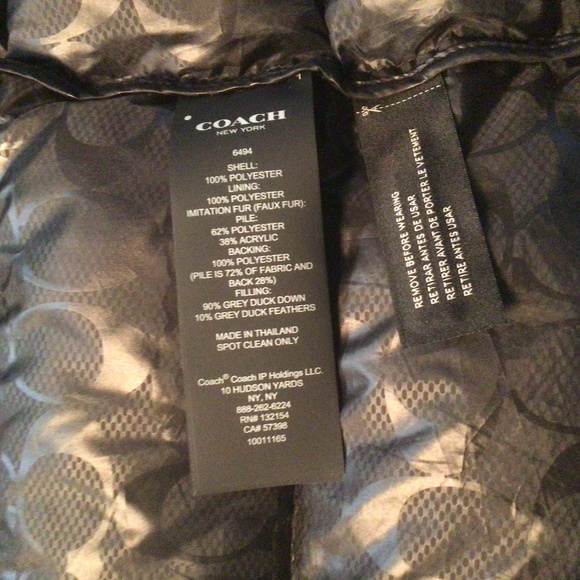 COACH
NEW YORK
6494
SHELL:
100% POLYESTER
LINING:
100% POLYESTER
IMITATION FUR (FAUX FUR):
PILE:
62% POLYESTER
38% ACRYLIC
BACKING:
100% POLYESTER
(PILE IS 72% OF FABRIC AND
BACK 28%)
FILLING:
90% GREY DUCK DOWN
10% GREY DUCK FEATHERS
MADE IN THAILAND
SPOT CLEAN ONLY
Coach® Coach IP Holdings LLC.
10 HUDSON YARDS
NY, NY
888-262-6224
RN# 132154
CA# 57398
10011165
REMOVE BEFORE WEARING
RETIRAR ANTES DE USAR
RETIRER AVANT DE PORTER LE VETEMENT
RETIRE ANTES USAR